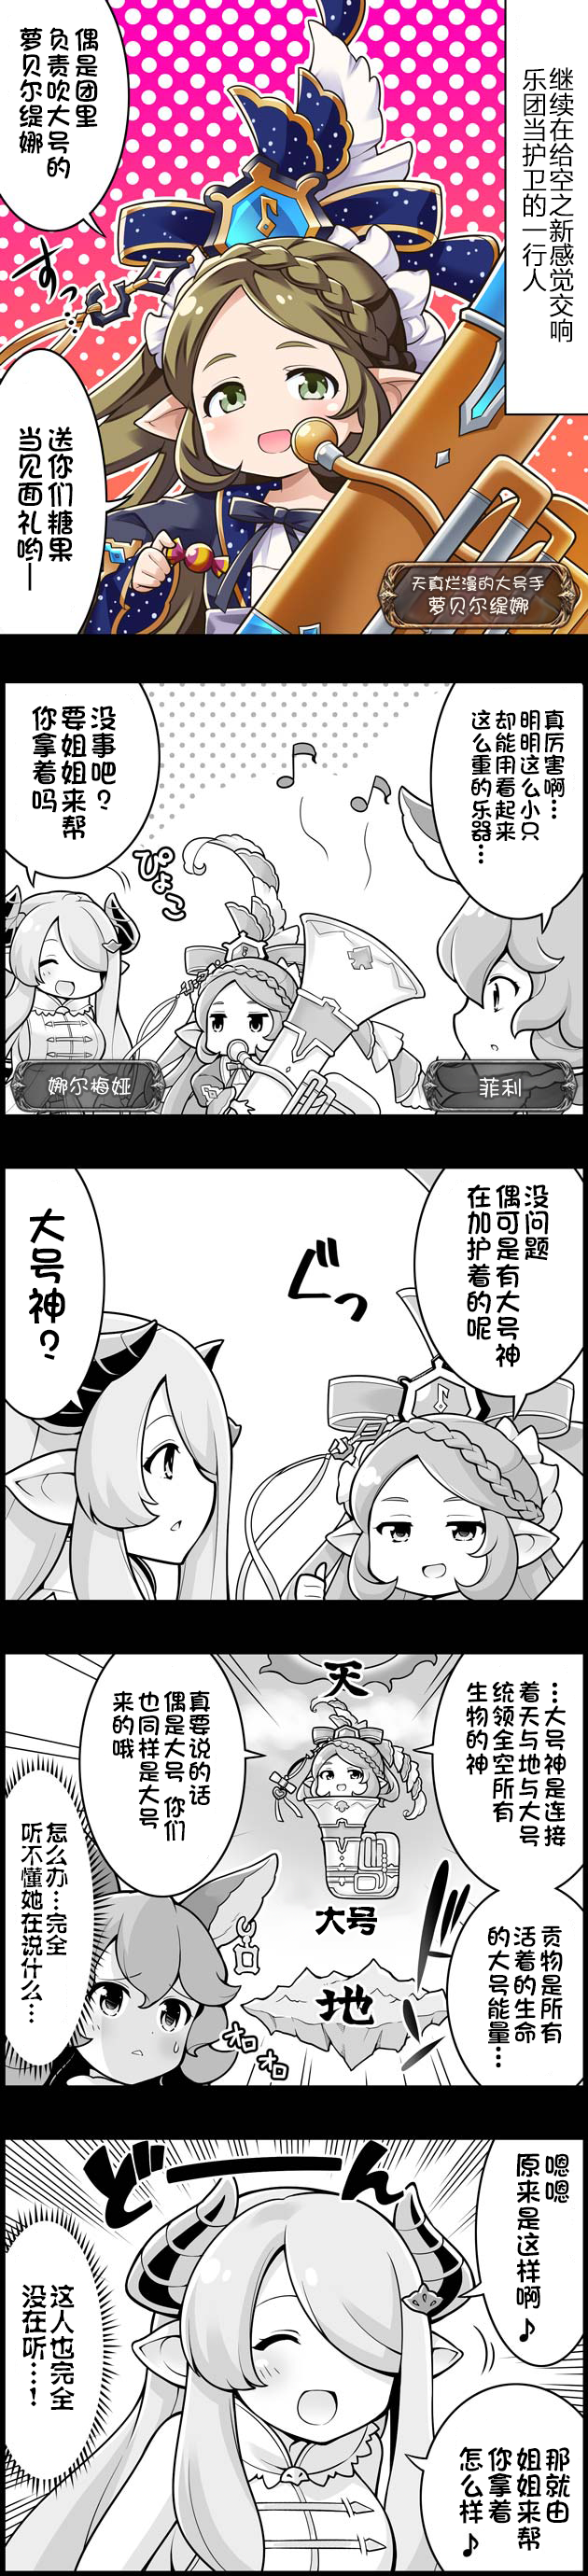 继续在给空之新感觉交响
乐团当护卫的一行人
偶是团里
负责吹大号的
萝贝尔缇娜
すっ…
送你们糖果
当见面礼哟—
天真烂漫的大号手
萝贝尔缇娜
真厉害啊…
明明这么小只
却能用看起来
这么重的乐器…
没事吧?
要姐姐来帮
你拿着吗
ぴょこ
娜尔梅娅
菲利
没问题
偶可是有大号神
在加护着的呢
ぐっ
大号神?
…大号神是连接
着天与地与大号
统领全空所有
生物的神
贡物是所有
活着的生命
的大号能量…
天
大号
地
真要说的话
偶是大号 你们
也同样是大号
来的哦
怎么办…完全
听不懂她在说什么…
オロオロ
嗯嗯
原来是这样啊♪
どーーん
那就由
姐姐来帮
你拿着
怎么样♪
这人也完全
没在听…!